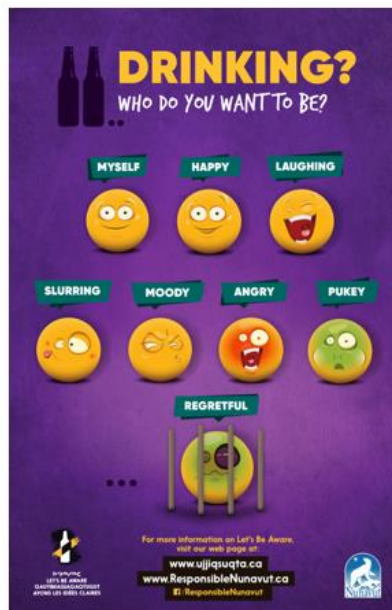 DRINKING?
WHO DO YOU WANT TO BE?
MYSELF HAPPY LAUGHING
SLURRING MOODY ANGRY PUKEY
REGRETFUL
For more information on Let's Be Aware,
visit our web page at:
www.ujjiqsuqta.ca
www.ResponsibleNunavut.ca
/ResponsibleNunavut
LET'S BE AWARE
QAUJIMAGIAQAQTUGUT
AYONS LES IDÉES CLAIRES
Nunavut